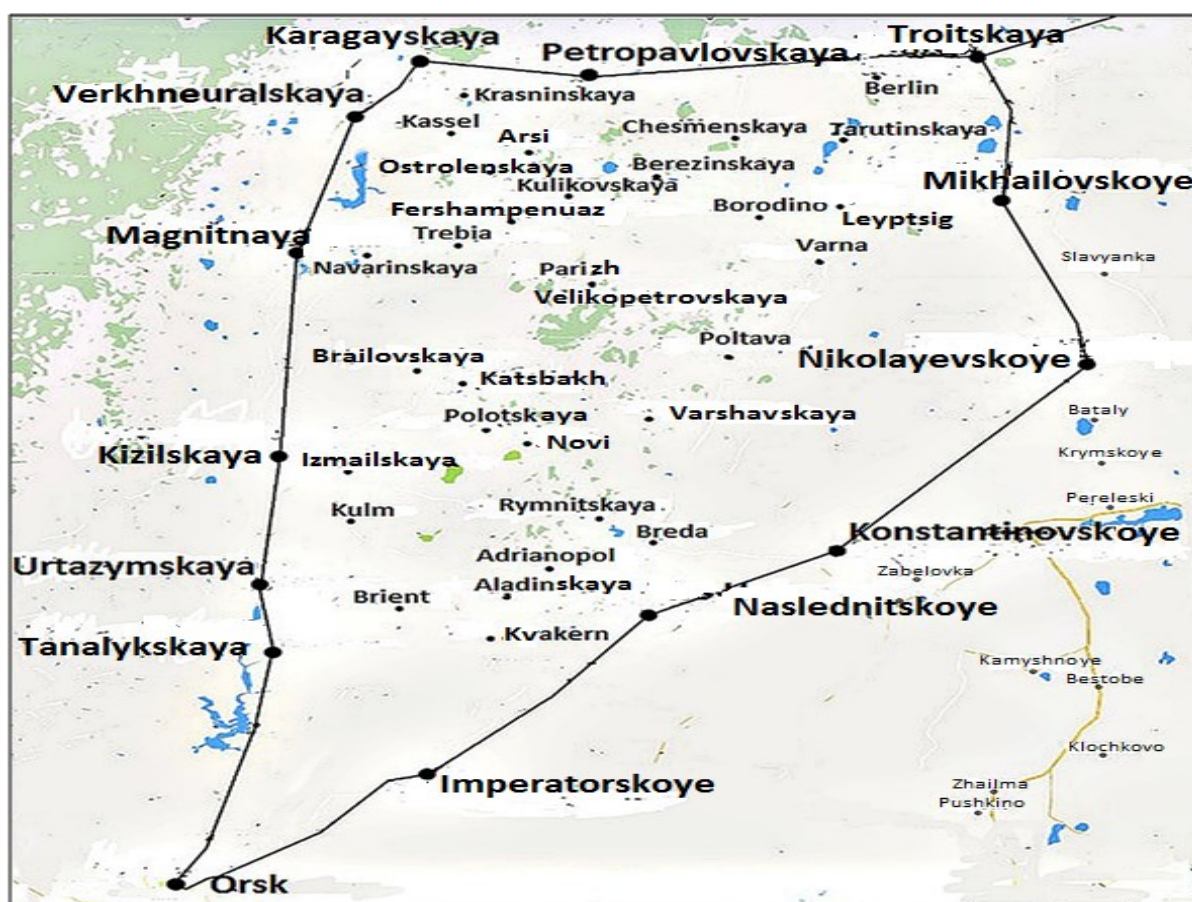 Karagayskaya
Petropavlovskaya
Troitskaya
Verkhneuralskaya
Krasninskaya
Berlin
Kassel
Arsi
Chesmenskaya
Tarutinskaya
Ostrolenskaya
Berezinskaya
Kulikovskaya
Mikhailovskoye
Fershampenuaz
Borodino
Leyptsig
Magnitnaya
Trebia
Varna
Slavyanka
Navarinskaya
Parizh
Velikopetrovskaya
Poltava
Brailovskaya
Nikolayevskoye
Katsbakh
Polotskaya
Varshavskaya
Bataly
Novi
Kizilskaya
Izmailskaya
Krymskoye
Pereleski
Kulm
Rymnitskaya
Breda
Konstantinovskoye
Adrianopol
Urtazymskaya
Aladinskaya
Zabelovka
Brient
Naslednitskoye
Kvakern
Tanalykskaya
Kamyshnoye
Bestobe
Klochkovo
Imperatorskoye
Zhailma
Pushkino
Orsk